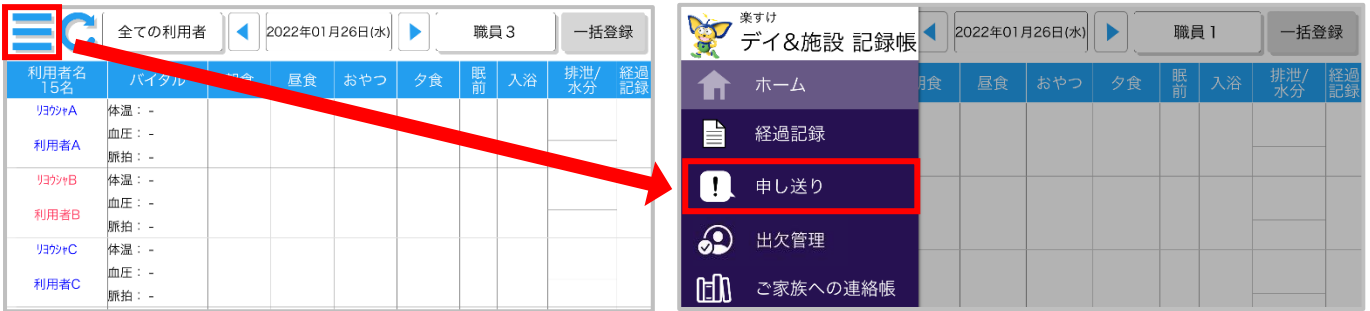 全ての利用者
2022年01月26日(水)
職員3
一括登録
利用者名
15名
バイタル
昼食
おやつ
夕食
眠前
入浴
排泄/
水分
経過
記録
リヨウシャA
利用者A
体温： -
血圧： -
脈拍： -
リヨウシャB
利用者B
体温： -
血圧： -
脈拍： -
リヨウシャC
利用者C
体温： -
血圧： -
脈拍： -
楽すけ
デイ&施設 記録帳
ホーム
経過記録
申し送り
出欠管理
ご家族への連絡帳
2022年01月26日(水)
職員1
一括登録
昼食
おやつ
夕食
眠前
入浴
排泄/
水分
経過
記録